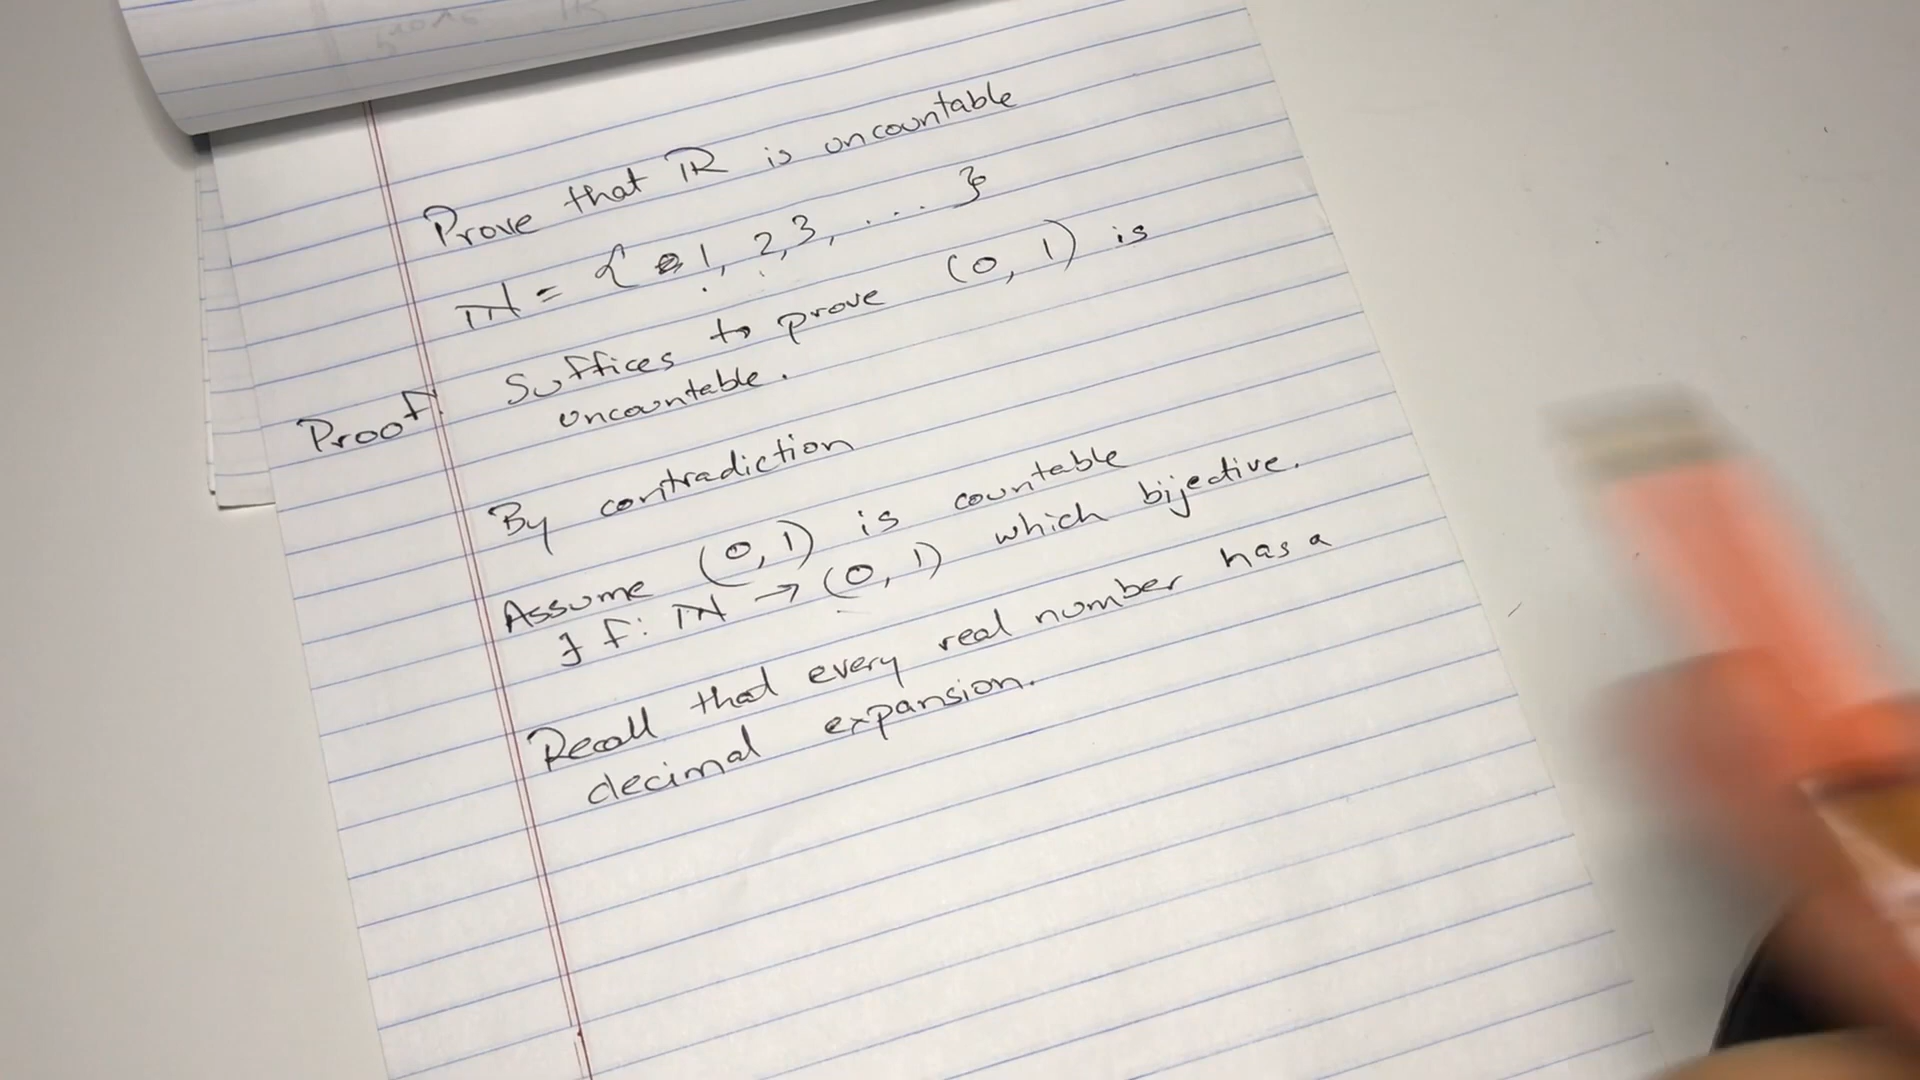 Prove that ℝ is uncountable
ℕ = { 1, 2, 3, ... }
Proof: Suffices to prove (0, 1) is
uncountable.
By contradiction
Assume (0, 1) is countable
∃ f: ℕ → (0, 1) which bijective.
Recall that every real number has a
decimal expansion.